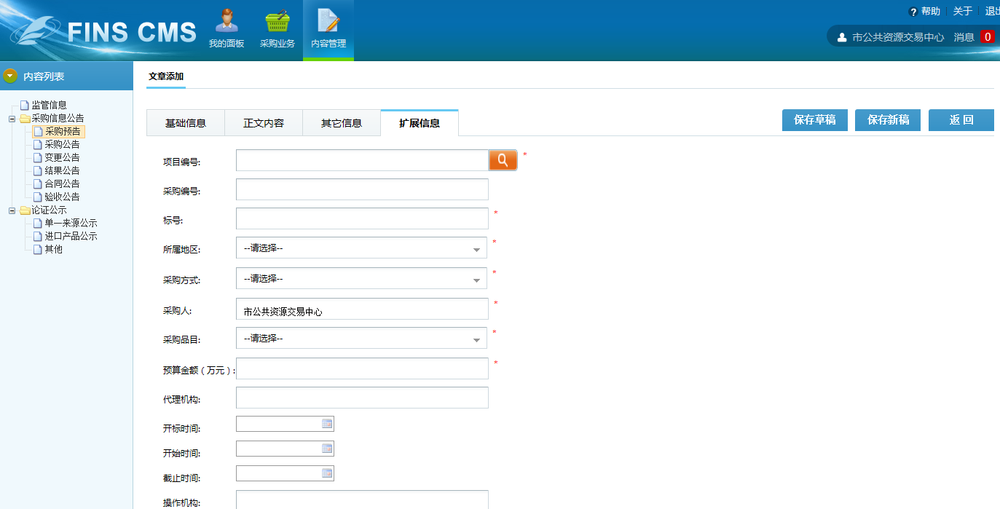 FINS CMS
我的面板
采购业务
内容管理
帮助
关于
退出
市公共资源交易中心
消息
0
内容列表
监管信息
采购信息公告
采购预告
采购公告
变更公告
结果公告
合同公告
验收公告
论证公示
单一来源公示
进口产品公示
其他
文章添加
基础信息
正文内容
其它信息
扩展信息
保存草稿
保存新稿
返 回
项目编号: *
采购编号:
标号: *
所属地区: --请选择-- *
采购方式: --请选择-- *
采购人: 市公共资源交易中心 *
采购品目: --请选择-- *
预算金额（万元）: *
代理机构:
开标时间:
开始时间:
截止时间:
操作机构: